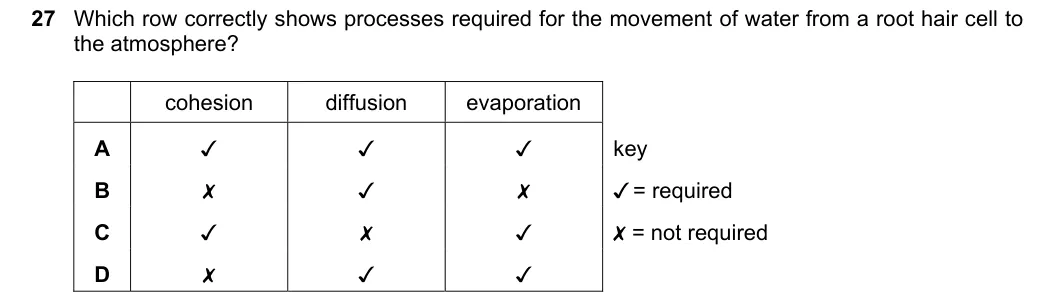 27 Which row correctly shows processes required for the movement of water from a root hair cell to
the atmosphere?
cohesion diffusion evaporation
A ✓ ✓ ✓ key
B ✗ ✓ ✗ ✓ = required
C ✓ ✗ ✓ ✗ = not required
D ✗ ✓ ✓